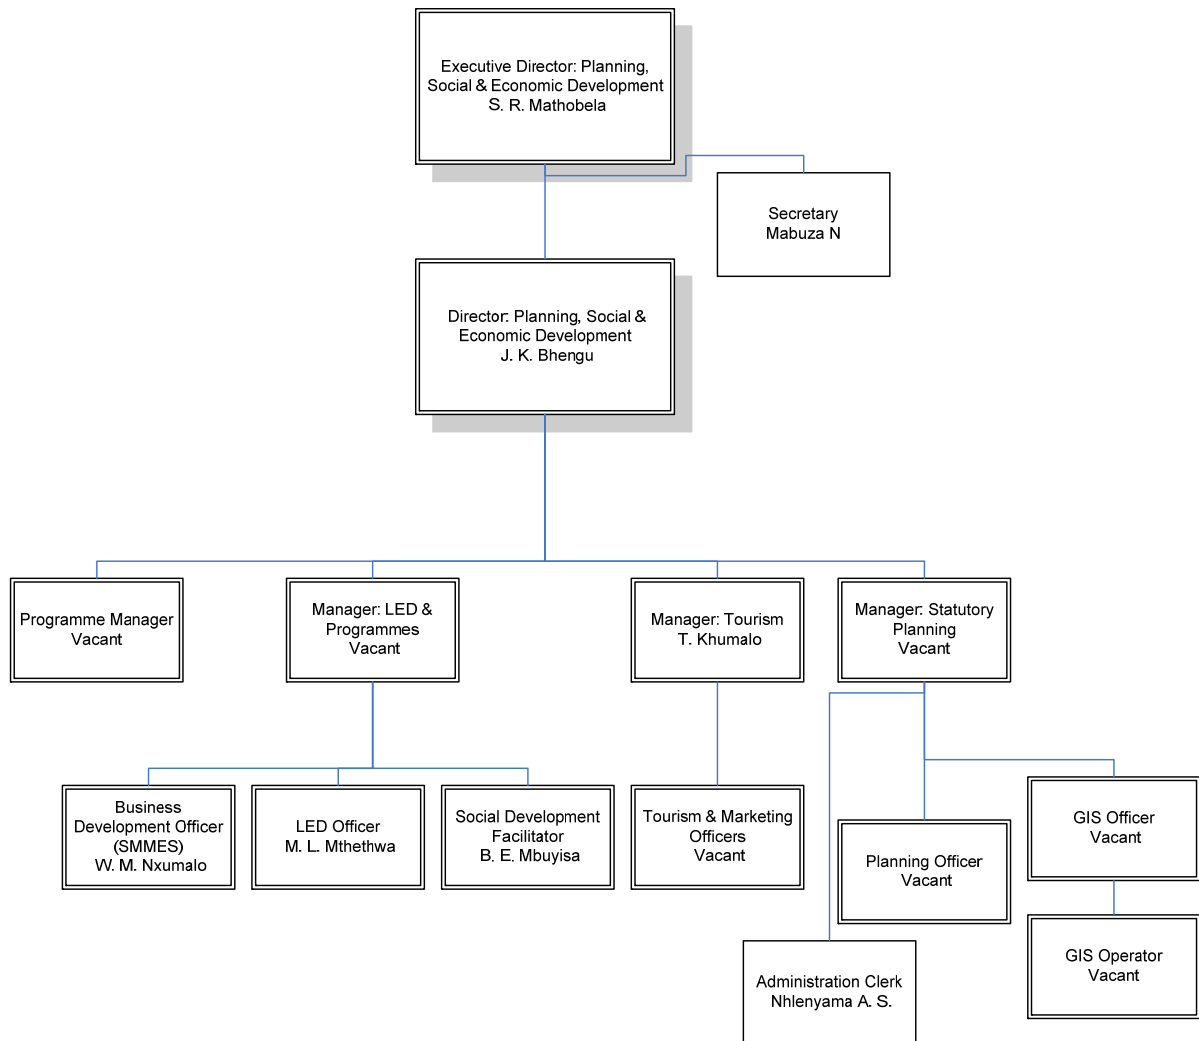 Executive Director: Planning,
Social & Economic Development
S. R. Mathobela
Secretary
Mabuza N
Director: Planning, Social &
Economic Development
J. K. Bhengu
Programme Manager
Vacant
Manager: LED &
Programmes
Vacant
Manager: Tourism
T. Khumalo
Manager: Statutory
Planning
Vacant
Business
Development Officer
(SMMES)
W. M. Nxumalo
LED Officer
M. L. Mthethwa
Social Development
Facilitator
B. E. Mbuyisa
Tourism & Marketing
Officers
Vacant
Planning Officer
Vacant
GIS Officer
Vacant
Administration Clerk
Nhlenyama A. S.
GIS Operator
Vacant